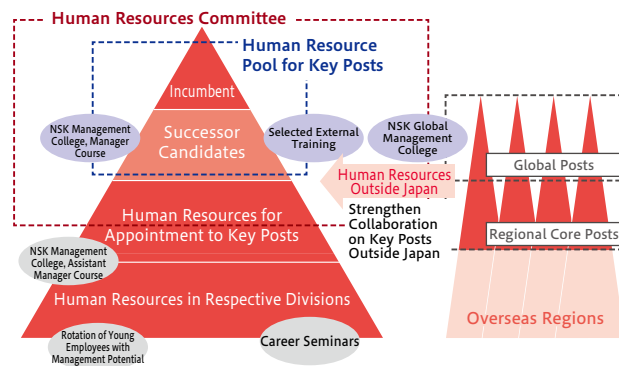 Human Resources Committee
Human Resource
Pool for Key Posts
Incumbent
NSK Management
College, Manager
Course
Successor
Candidates
Selected External
Training
NSK Global
Management
College
Global Posts
Human Resources
Outside Japan
Human Resources for
Appointment to Key Posts
Strengthen
Collaboration
on Key Posts
Outside Japan
Regional Core Posts
NSK Management
College, Assistant
Manager Course
Human Resources in Respective Divisions
Overseas Regions
Rotation of Young
Employees with
Management Potential
Career Seminars